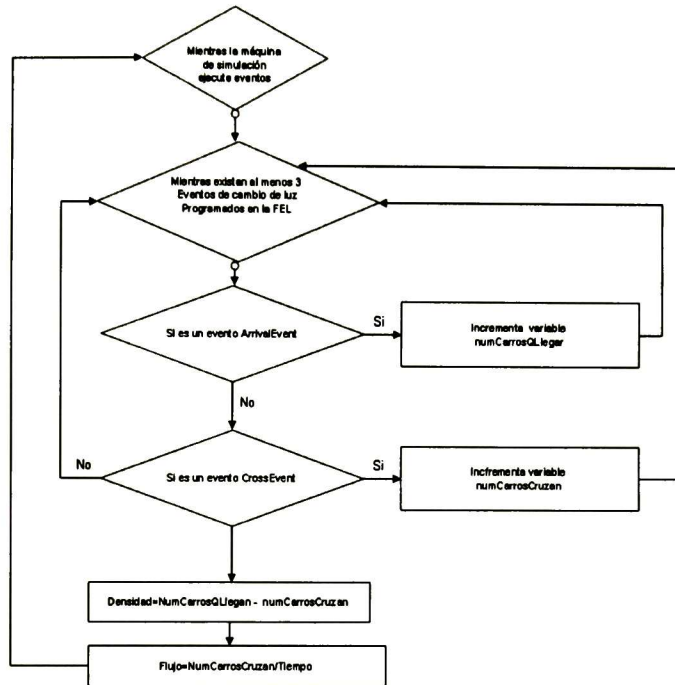 Mientras la máquina
de simulación
ejecute eventos
Mientras existan al menos 3
Eventos de cambio de luz
Programados en la FEL
Si es un evento ArrivalEvent
Si
Incrementa variable
numCarrosQLlegar
No
Si es un evento CrossEvent
No
Si
Incfrementa variable
numCarrosCruzan
Densidad=NumCarrosQLlegan - numCarrosCruzan
Flujo=NumCarrosCruzan/Tiempo